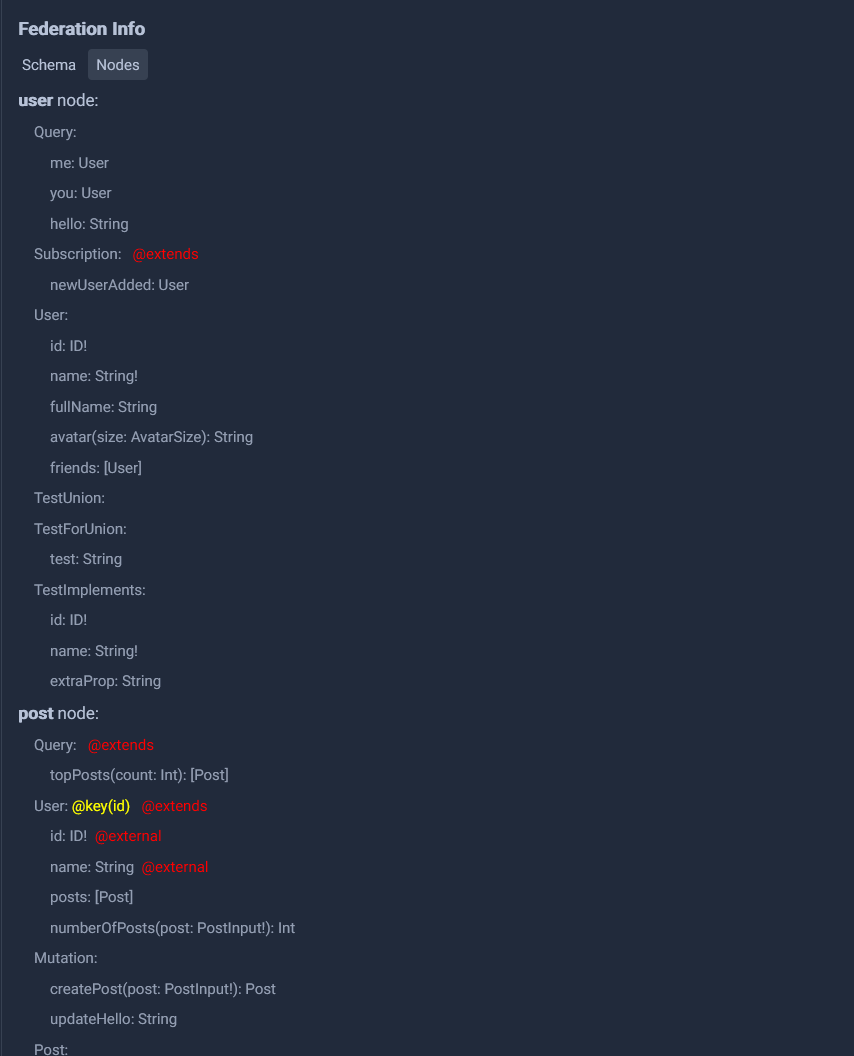 Federation Info
Schema Nodes
user node:
Query:
me: User
you: User
hello: String
Subscription: @extends
newUserAdded: User
User:
id: ID!
name: String!
fullName: String
avatar(size: AvatarSize): String
friends: [User]
TestUnion:
TestForUnion:
test: String
TestImplements:
id: ID!
name: String!
extraProp: String
post node:
Query: @extends
topPosts(count: Int): [Post]
User: @key(id) @extends
id: ID! @external
name: String @external
posts: [Post]
numberOfPosts(post: PostInput!): Int
Mutation:
createPost(post: PostInput!): Post
updateHello: String
Post: